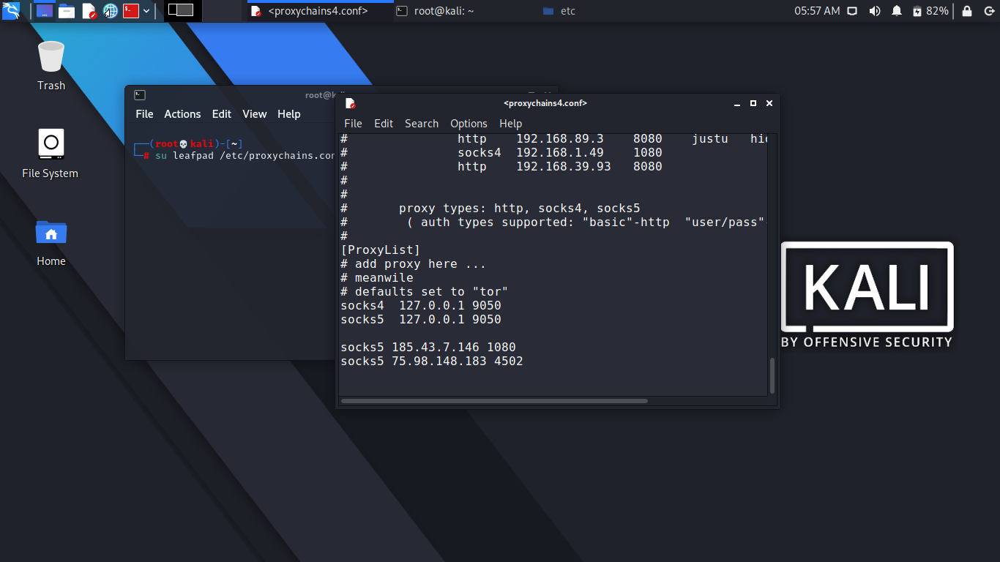 <proxychains4.conf>
root@kali: ~
etc
05:57 AM
82%
Trash
File System
Home
File Actions Edit View Help
┌──(root💀kali)-[~]
└─# su leafpad /etc/proxychains.con
<proxychains4.conf>
File Edit Search Options Help
#               http    192.168.89.3    8080    justu   hid
#               socks4  192.168.1.49    1080
#               http    192.168.39.93   8080
#
#
#       proxy types: http, socks4, socks5
#        ( auth types supported: "basic"-http  "user/pass"
#
[ProxyList]
# add proxy here ...
# meanwile
# defaults set to "tor"
socks4  127.0.0.1 9050
socks5  127.0.0.1 9050
socks5 185.43.7.146 1080
socks5 75.98.148.183 4502
KALI
BY OFFENSIVE SECURITY